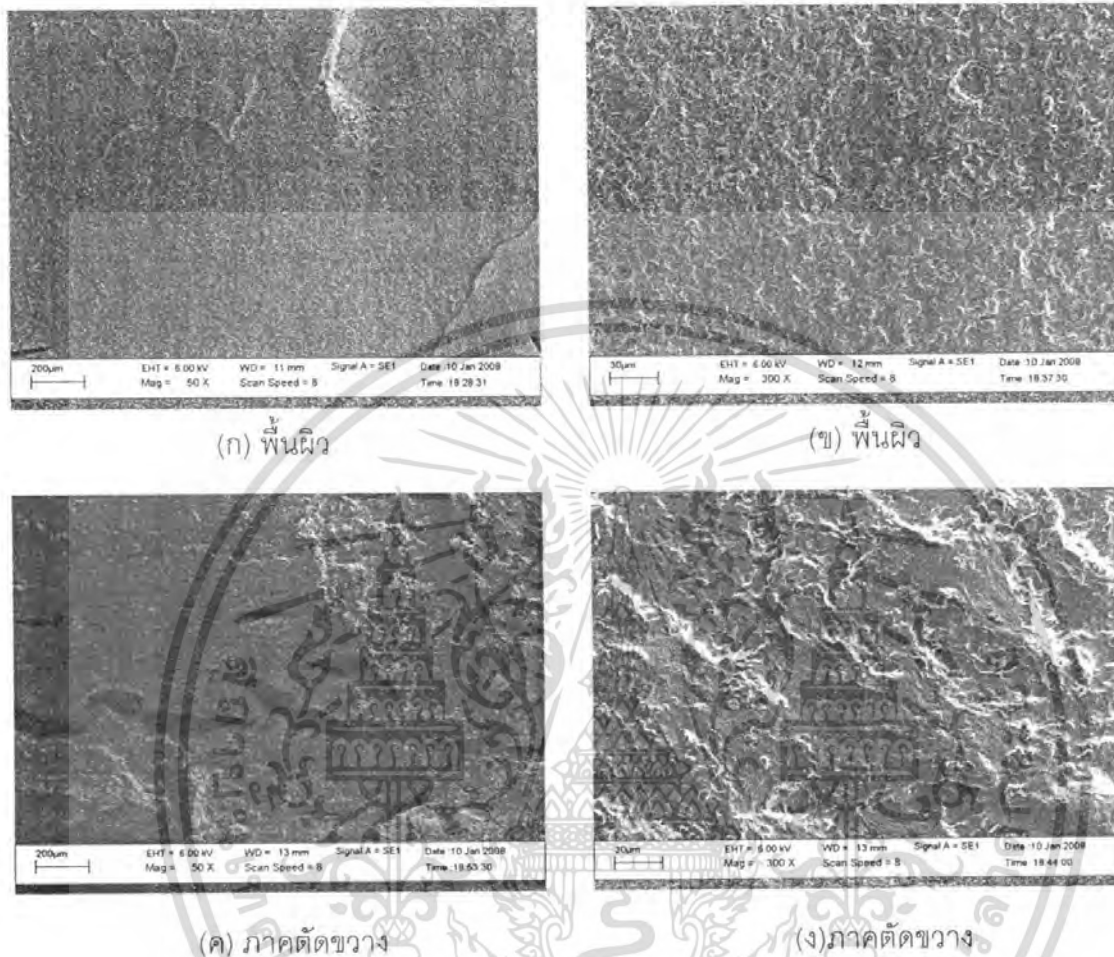 200µm
EHT = 6.00 kV WD = 11 mm Signal A = SE1 Date :10 Jan 2008
Mag = 50 X Scan Speed = 8 Time :18:28:31
30µm
EHT = 6.00 kV WD = 12 mm Signal A = SE1 Date :10 Jan 2008
Mag = 300 X Scan Speed = 8 Time :18:37:30
(ก) พื้นผิว
(ข) พื้นผิว
200µm
EHT = 6.00 kV WD = 13 mm Signal A = SE1 Date :10 Jan 2008
Mag = 50 X Scan Speed = 8 Time :18:53:30
20µm
EHT = 6.00 kV WD = 13 mm Signal A = SE1 Date :10 Jan 2008
Mag = 300 X Scan Speed = 8 Time :18:44:00
(ค) ภาคตัดขวาง
(ง)ภาคตัดขวาง